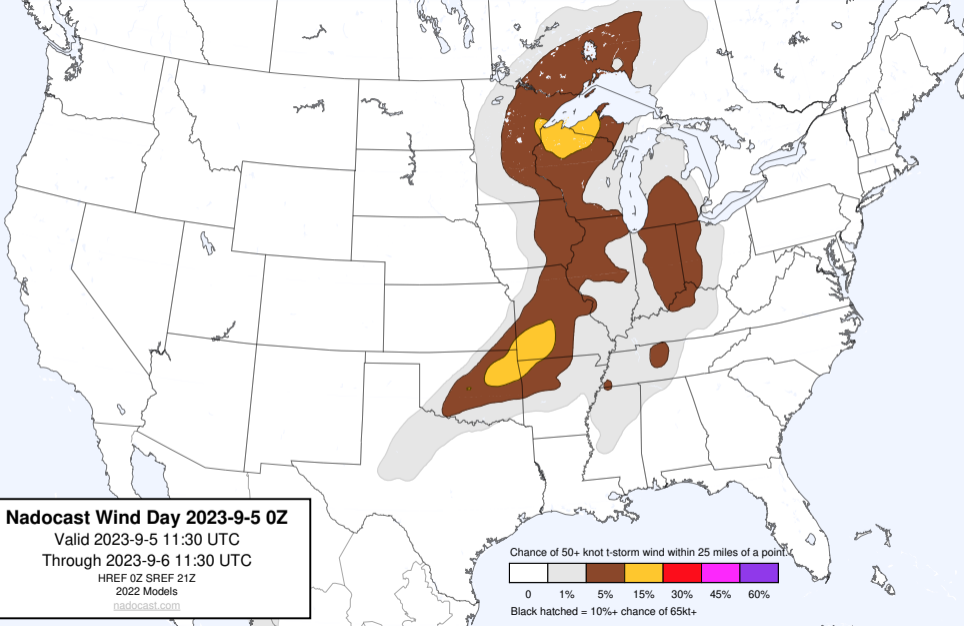 Nadocast Wind Day 2023-9-5 0Z
Valid 2023-9-5 11:30 UTC
Through 2023-9-6 11:30 UTC
HREF 0Z SREF 21Z
2022 Models
nadocast.com
Chance of 50+ knot t-storm wind within 25 miles of a point.
0 1% 5% 15% 30% 45% 60%
Black hatched = 10%+ chance of 65kt+